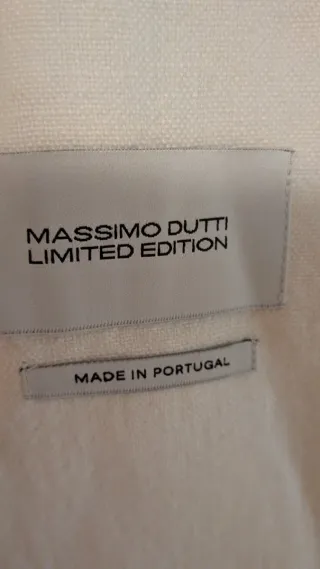 MASSIMO DUTTI
LIMITED EDITION
MADE IN PORTUGAL